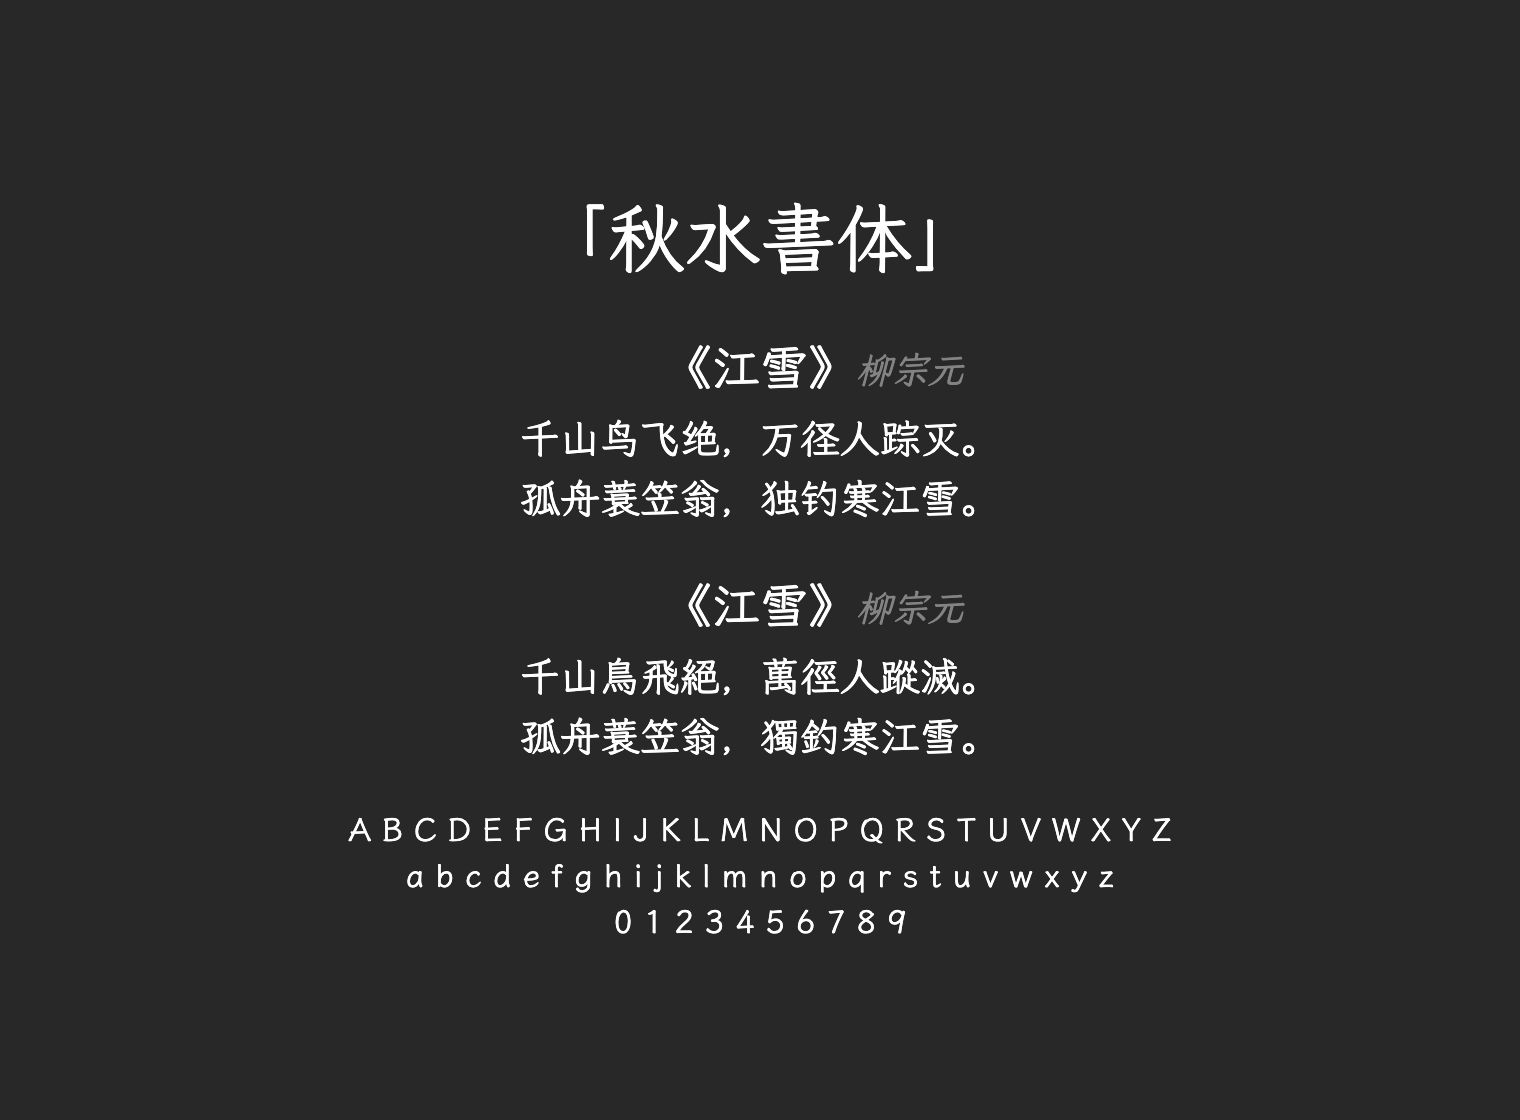 「秋水書体」
《江雪》柳宗元
千山鸟飞绝，万径人踪灭。
孤舟蓑笠翁，独钓寒江雪。
《江雪》柳宗元
千山鳥飛絕，萬徑人蹤滅。
孤舟蓑笠翁，獨釣寒江雪。
A B C D E F G H I J K L M N O P Q R S T U V W X Y Z
a b c d e f g h i j k l m n o p q r s t u v w x y z
0 1 2 3 4 5 6 7 8 9